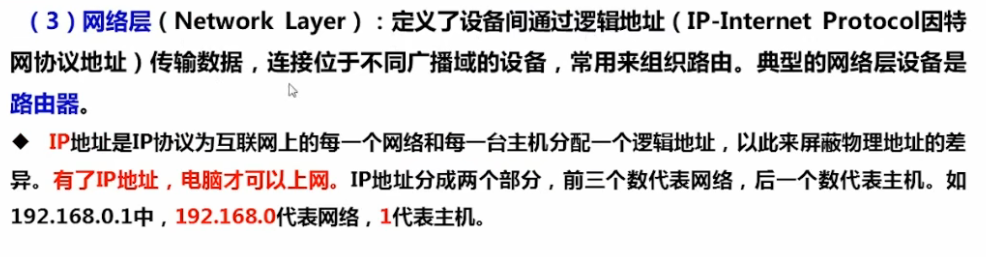 （3）网络层（Network Layer）：定义了设备间通过逻辑地址（IP-Internet Protocol因特
网协议地址）传输数据，连接位于不同广播域的设备，常用来组织路由。典型的网络层设备是
路由器。
◆ IP地址是IP协议为互联网上的每一个网络和每一台主机分配一个逻辑地址，以此来屏蔽物理地址的差
异。有了IP地址，电脑才可以上网。IP地址分成两个部分，前三个数代表网络，后一个数代表主机。如
192.168.0.1中，192.168.0代表网络，1代表主机。